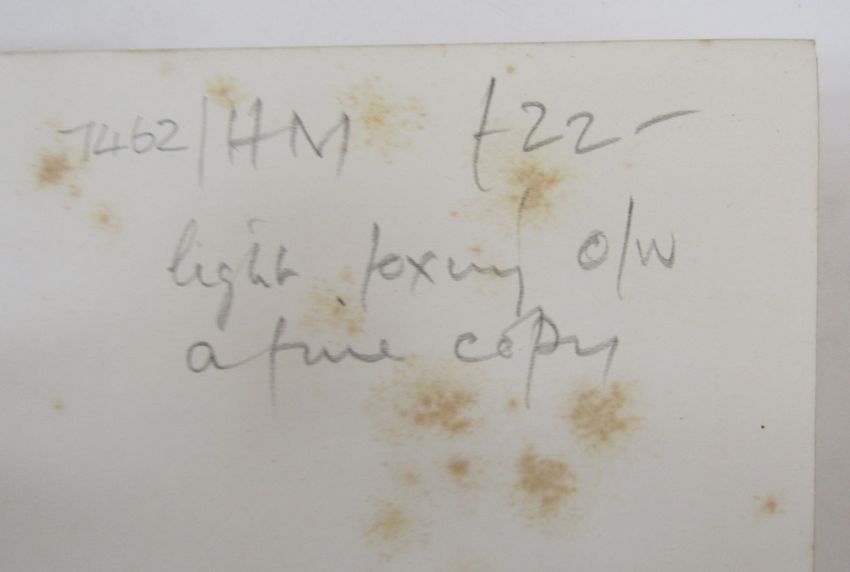 7462/HM £22-
light foxing o/w
a fine copy